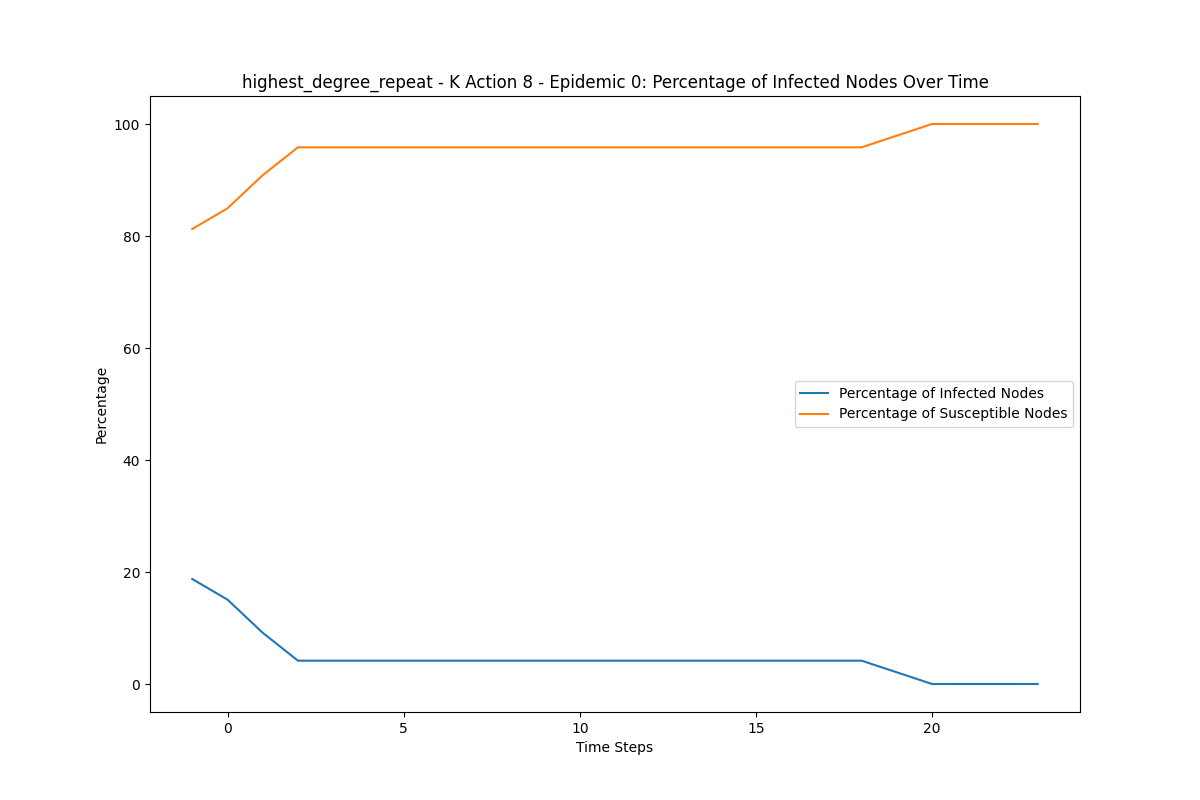 highest_degree_repeat - K Action 8 - Epidemic 0: Percentage of Infected Nodes Over Time
100
80
60
40
20
0
Percentage
Percentage of Infected Nodes
Percentage of Susceptible Nodes
0 5 10 15 20
Time Steps